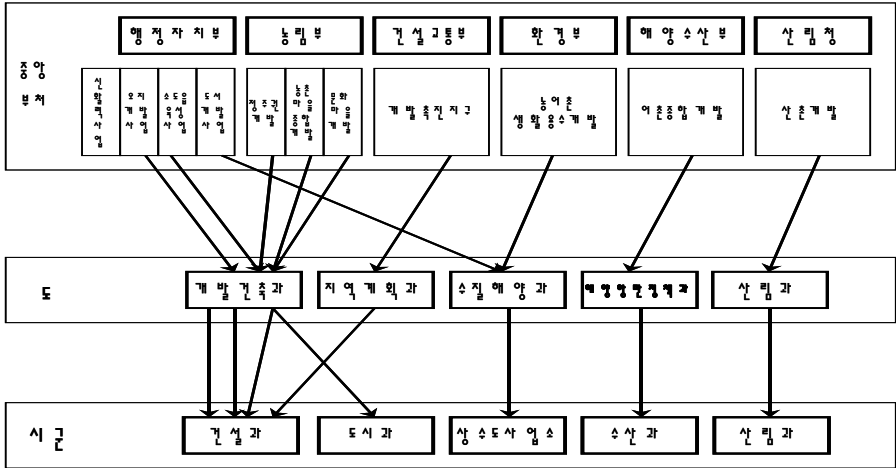 행정자치부
농림부
건설교통부
환경부
해양수산부
산림청
중앙
부처
신
활
력
사
업
오지
개발
사업
소도읍
육성
사업
도서
개발
사업
정주권
개발
농촌
마을
종합
개발
문화
마을
개발
개발촉진지구
농어촌
생활용수개발
어촌종합개발
산촌개발
도
개발건축과
지역계획과
수질해양과
산림과
시군
건설과
도시과
상수도사업소
수산과
산림과